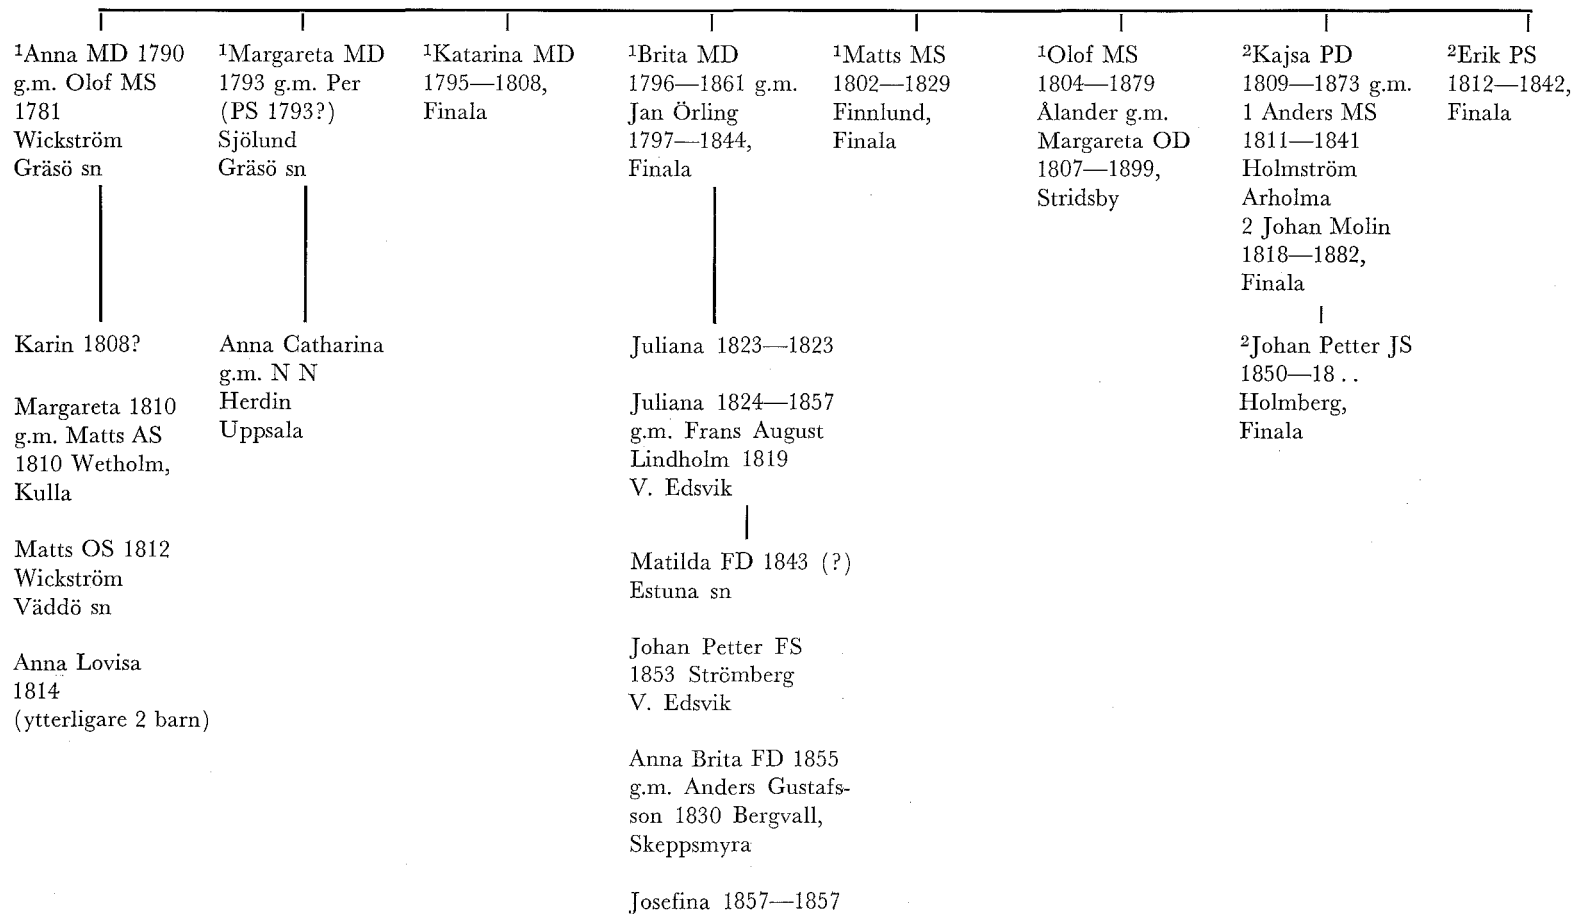 ¹Anna MD 1790
g.m. Olof MS
1781
Wickström
Gräsö sn
Karin 1808?
Margareta 1810
g.m. Matts AS
1810 Wetholm,
Kulla
Matts OS 1812
Wickström
Väddö sn
Anna Lovisa
1814
(ytterligare 2 barn)
¹Margareta MD
1793 g.m. Per
(PS 1793?)
Sjölund
Gräsö sn
Anna Catharina
g.m. N N
Herdin
Uppsala
¹Katarina MD
1795—1808,
Finala
¹Brita MD
1796—1861 g.m.
Jan Örling
1797—1844,
Finala
Juliana 1823—1823
Juliana 1824—1857
g.m. Frans August
Lindholm 1819
V. Edsvik
Matilda FD 1843 (?)
Estuna sn
Johan Petter FS
1853 Strömberg
V. Edsvik
Anna Brita FD 1855
g.m. Anders Gustafs-
son 1830 Bergvall,
Skeppsmyra
Josefina 1857—1857
¹Matts MS
1802—1829
Finnlund,
Finala
¹Olof MS
1804—1879
Ålander g.m.
Margareta OD
1807—1899,
Stridsby
²Kajsa PD
1809—1873 g.m.
1 Anders MS
1811—1841
Holmström
Arholma
2 Johan Molin
1818—1882,
Finala
²Johan Petter JS
1850—18 . .
Holmberg,
Finala
²Erik PS
1812—1842,
Finala